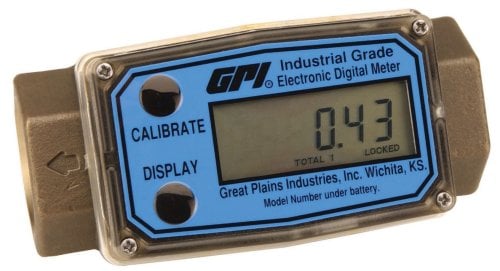 GPI® Industrial Grade
Electronic Digital Meter
CALIBRATE
0.43
TOTAL 1 LOCKED
DISPLAY
Great Plains Industries, Inc. Wichita, KS.
Model Number under battery.